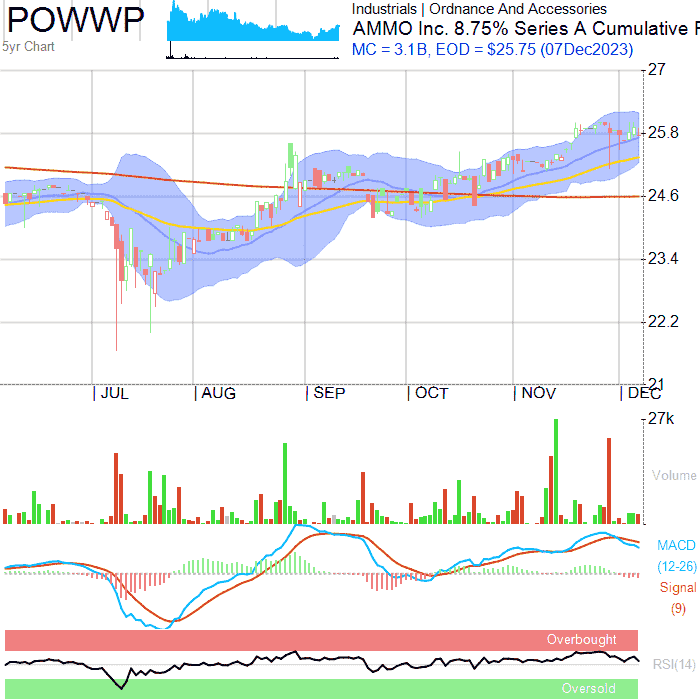 POWWP
5yr Chart
Industrials | Ordnance And Accessories
AMMO Inc. 8.75% Series A Cumulative
MC = 3.1B, EOD = $25.75 (07Dec2023)
27
25.8
24.6
23.4
22.2
21
JUL AUG SEP OCT NOV DEC
27k
Volume
MACD
(12-26)
Signal
(9)
Overbought
RSI(14)
Oversold